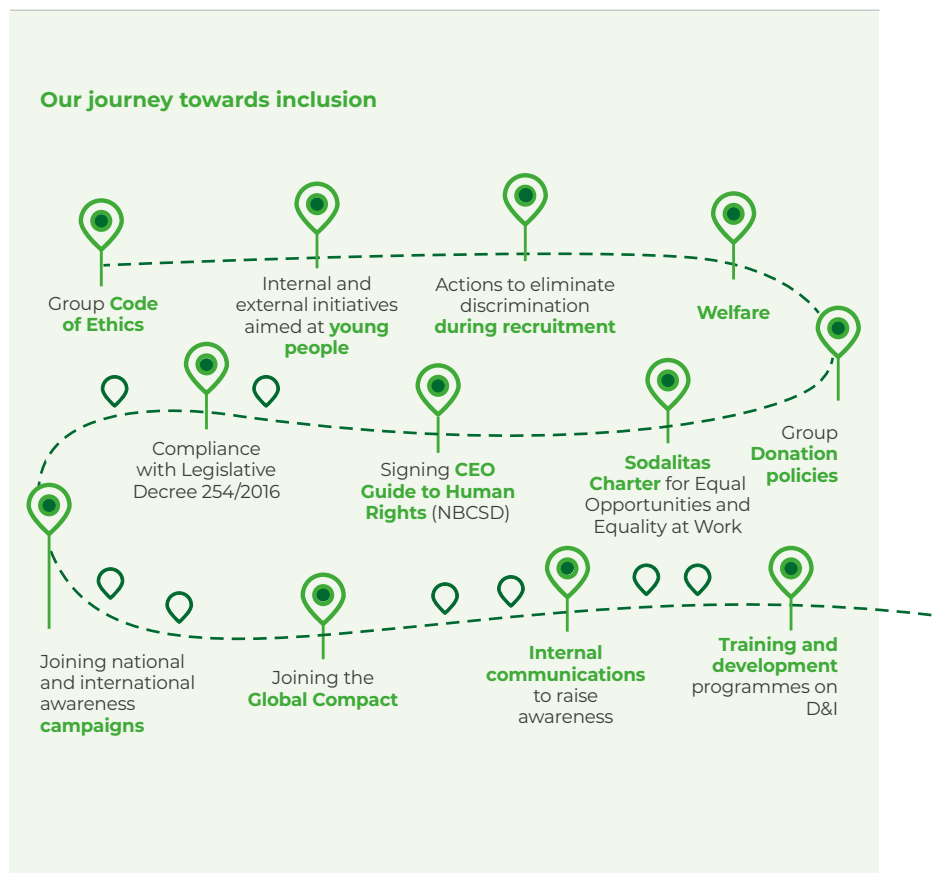 Our journey towards inclusion
Group Code
of Ethics
Internal and
external initiatives
aimed at young
people
Actions to eliminate
discrimination
during recruitment
Welfare
Group
Donation
policies
Sodalitas
Charter for Equal
Opportunities and
Equality at Work
Signing CEO
Guide to Human
Rights (NBCSD)
Compliance
with Legislative
Decree 254/2016
Joining national
and international
awareness
campaigns
Joining the
Global Compact
Internal
communications
to raise
awareness
Training and
development
programmes on
D&I